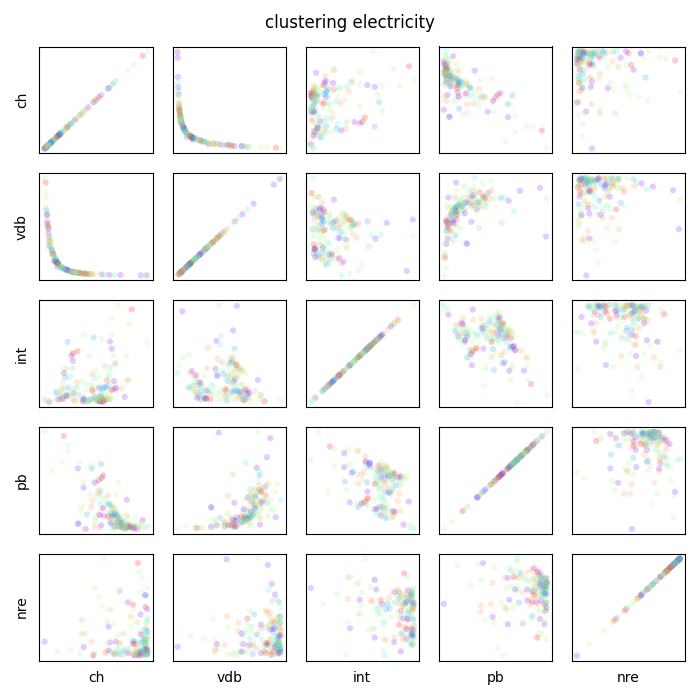 clustering electricity
ch
vdb
int
pb
nre
ch
vdb
int
pb
nre